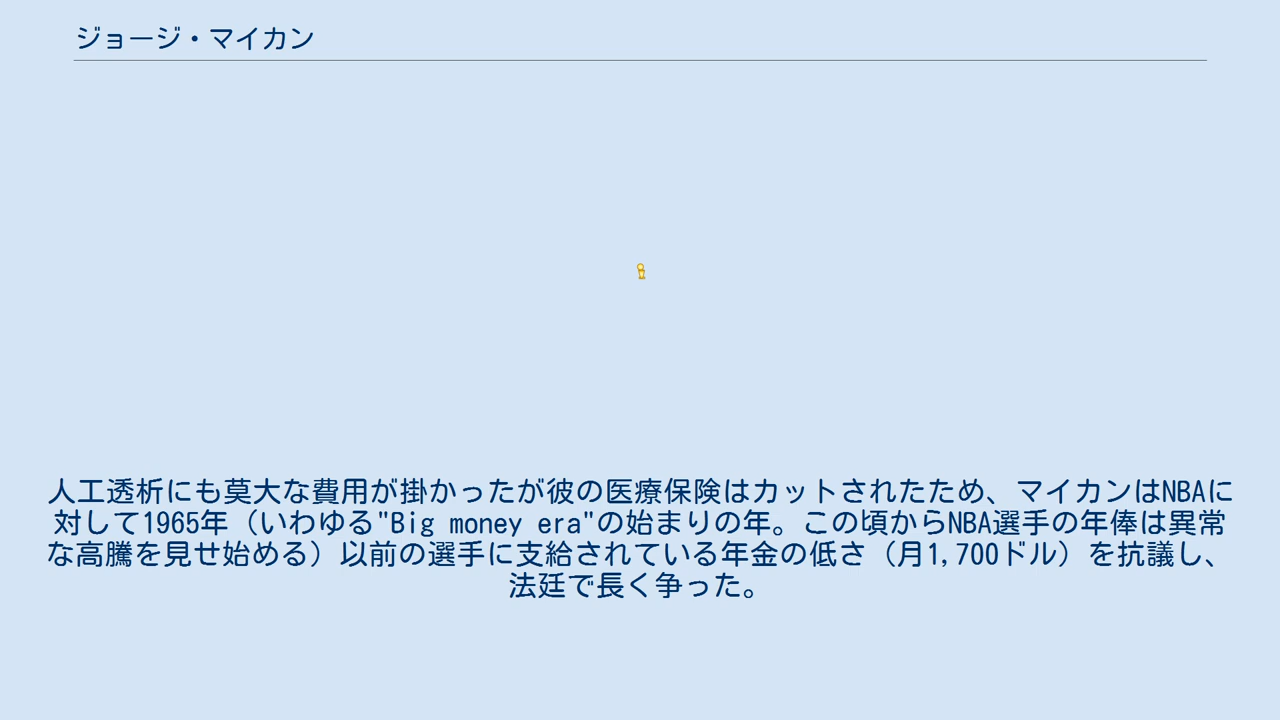 ジョージ・マイカン
人工透析にも莫大な費用が掛かったが彼の医療保険はカットされたため、マイカンはNBAに
対して1965年（いわゆる"Big money era"の始まりの年。この頃からNBA選手の年俸は異常
な高騰を見せ始める）以前の選手に支給されている年金の低さ（月1,700ドル）を抗議し、
法廷で長く争った。